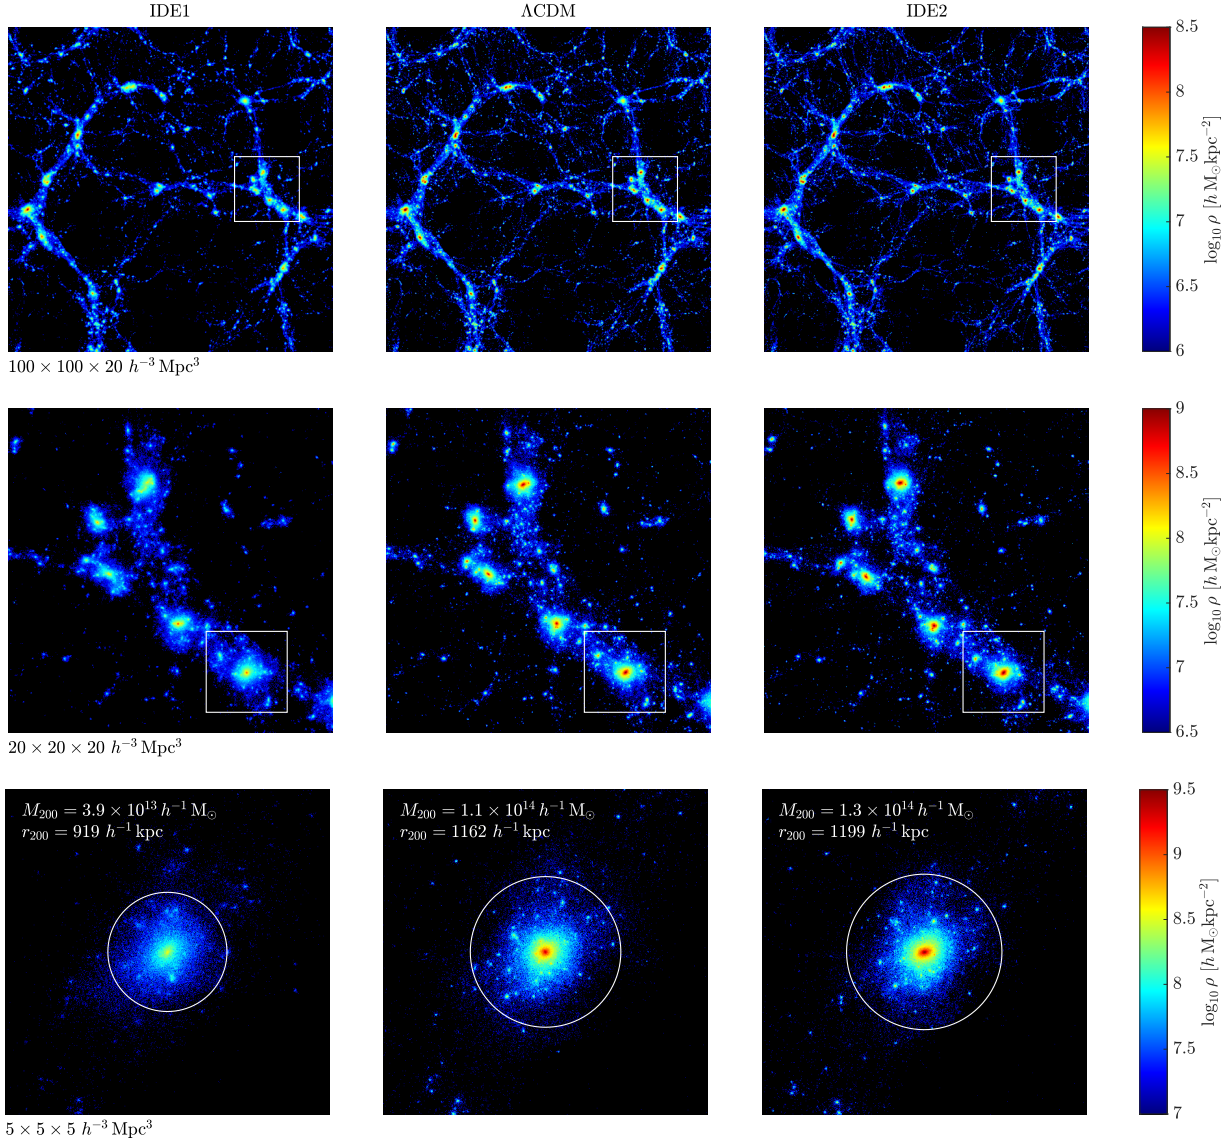 IDE1 ΛCDM IDE2
8.5
8
7.5
7
6.5
6
log₁₀ ρ [h M⊙kpc⁻²]
100 × 100 × 20 h⁻³ Mpc³
9
8.5
8
7.5
7
6.5
log₁₀ ρ [h M⊙kpc⁻²]
20 × 20 × 20 h⁻³ Mpc³
M₂₀₀ = 3.9 × 10¹³ h⁻¹ M⊙
r₂₀₀ = 919 h⁻¹ kpc
M₂₀₀ = 1.1 × 10¹⁴ h⁻¹ M⊙
r₂₀₀ = 1162 h⁻¹ kpc
M₂₀₀ = 1.3 × 10¹⁴ h⁻¹ M⊙
r₂₀₀ = 1199 h⁻¹ kpc
9.5
9
8.5
8
7.5
7
log₁₀ ρ [h M⊙kpc⁻²]
5 × 5 × 5 h⁻³ Mpc³